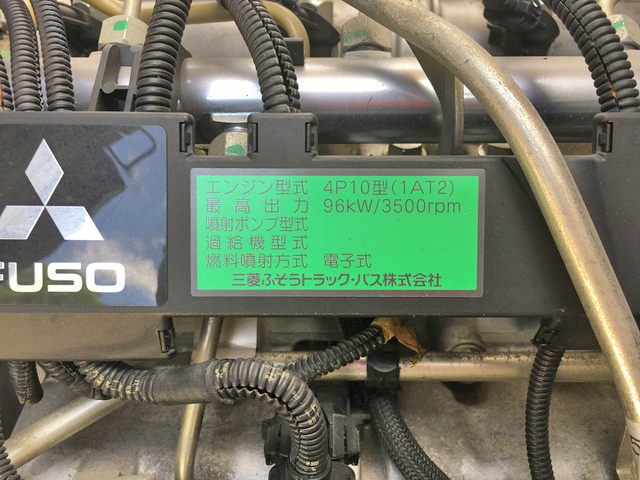 FUSO
エンジン型式 4P10型(1AT2)
最高出力 96kW/3500rpm
噴射ポンプ型式
過給機型式
燃料噴射方式 電子式
三菱ふそうトラック・バス株式会社